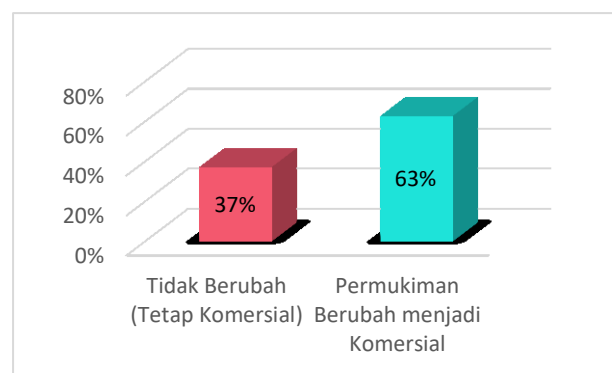 80%
60%
40%
20%
0%
37%
63%
Tidak Berubah
(Tetap Komersial)
Permukiman
Berubah menjadi
Komersial